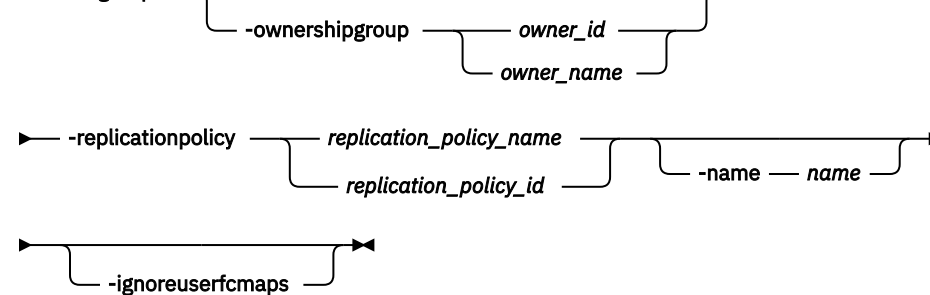 -ownershipgroup owner_id
owner_name
-replicationpolicy replication_policy_name
replication_policy_id
-name name
-ignoreuserfcmaps